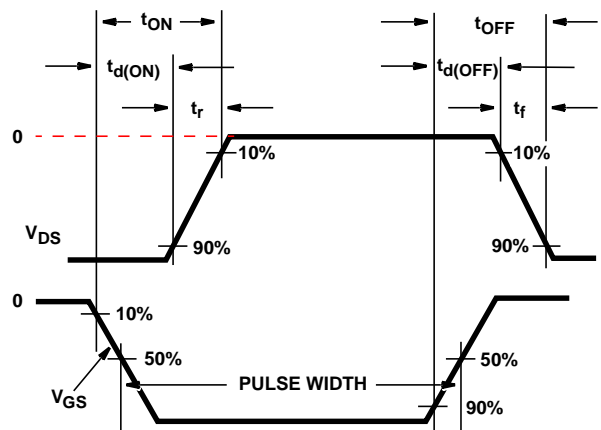 tON
tOFF
td(ON)
td(OFF)
tr
tf
0
10%
10%
VDS
90%
90%
0
10%
50%
50%
VGS
PULSE WIDTH
90%